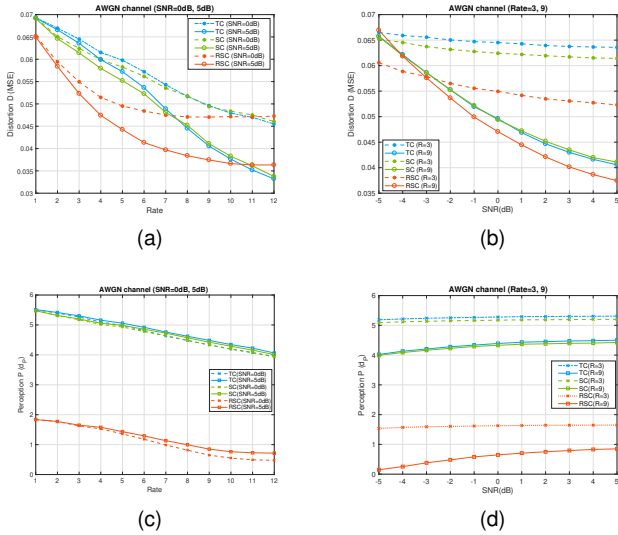 AWGN channel (SNR=0dB, 5dB)
0.07
0.065
0.06
0.055
0.05
0.045
0.04
0.035
0.03
Distortion D (MSE)
TC (SNR=0dB)
TC (SNR=5dB)
SC (SNR=0dB)
SC (SNR=5dB)
RSC (SNR=0dB)
RSC (SNR=5dB)
1 2 3 4 5 6 7 8 9 10 11 12
Rate
(a)
AWGN channel (Rate=3, 9)
0.07
0.065
0.06
0.055
0.05
0.045
0.04
0.035
Distortion D (MSE)
TC (R=3)
TC (R=9)
SC (R=3)
SC (R=9)
RSC (R=3)
RSC (R=9)
-5 -4 -3 -2 -1 0 1 2 3 4 5
SNR(dB)
(b)
AWGN channel (SNR=0dB, 5dB)
6
5
4
3
2
1
0
Perception P (dP)
TC(SNR=0dB)
TC(SNR=5dB)
SC(SNR=0dB)
SC(SNR=5dB)
RSC(SNR=0dB)
RSC(SNR=5dB)
1 2 3 4 5 6 7 8 9 10 11 12
Rate
(c)
AWGN channel (Rate=3, 9)
6
5
4
3
2
1
0
Perception P (dP)
TC(R=3)
TC(R=9)
SC(R=3)
SC(R=9)
RSC(R=3)
RSC(R=9)
-5 -4 -3 -2 -1 0 1 2 3 4 5
SNR(dB)
(d)